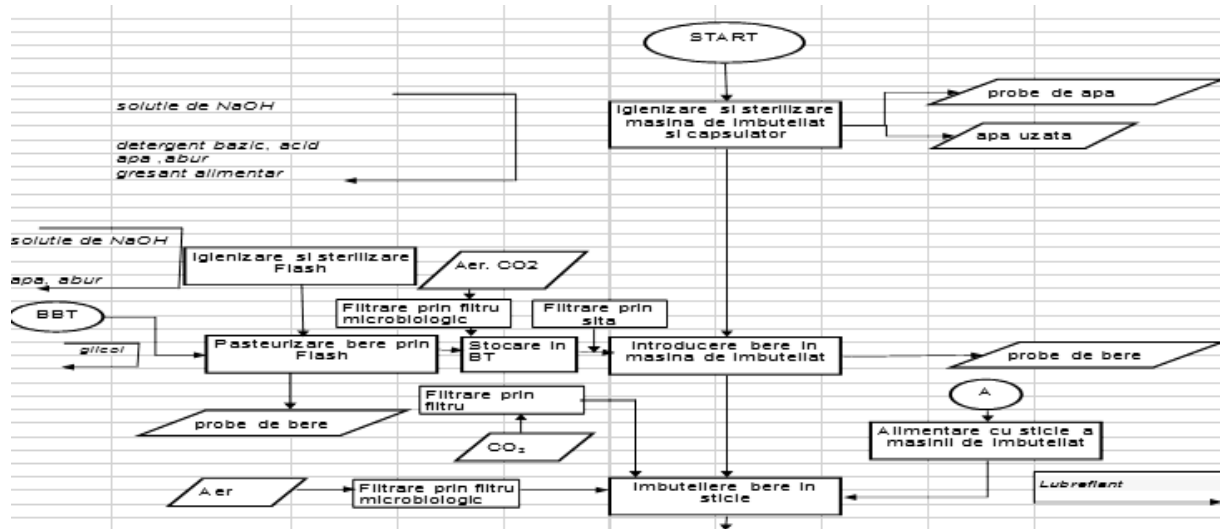 START
solutie de NaOH
detergent bazic, acid
apa ,abur
gresant alimentar
Igienizare si sterilizare
masina de imbuteliat
si capsulator
probe de apa
apa uzata
solutie de NaOH
apa, abur
Igienizare si sterilizare
Flash
Aer. CO2
BBT
Filtrare prin filtru
microbiologic
Filtrare prin
sita
glicol
Pasteurizare bere prin
Flash
Stocare in
BT
Introducere bere in
masina de imbuteliat
probe de bere
probe de bere
Filtrare prin
filtru
CO₂
A
Alimentare cu sticle a
masinii de imbuteliat
Aer
Filtrare prin filtru
microbiologic
Imbuteliere bere in
sticle
Lubrefiant